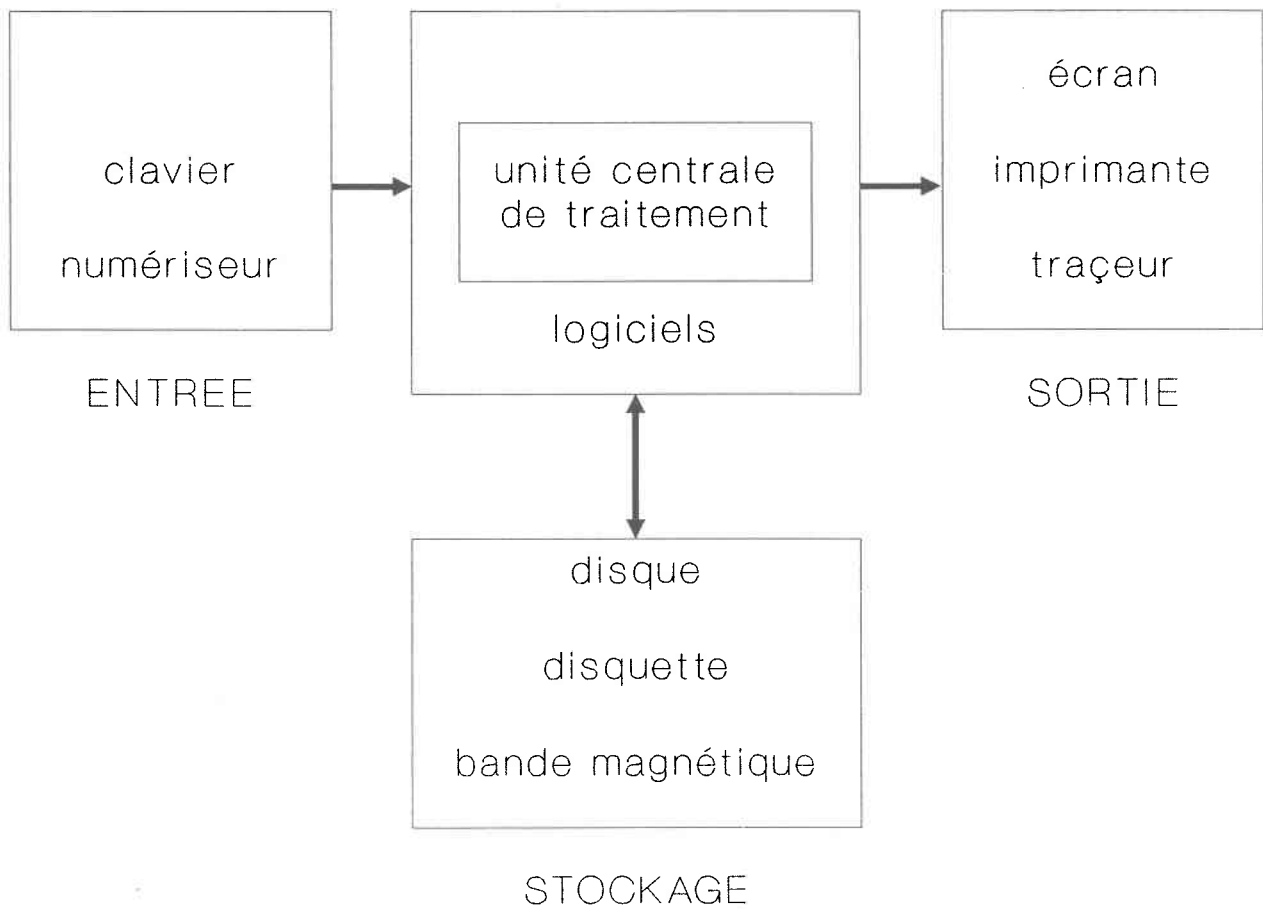 clavier
numériseur
ENTREE
unité centrale
de traitement
logiciels
écran
imprimante
traçeur
SORTIE
disque
disquette
bande magnétique
STOCKAGE